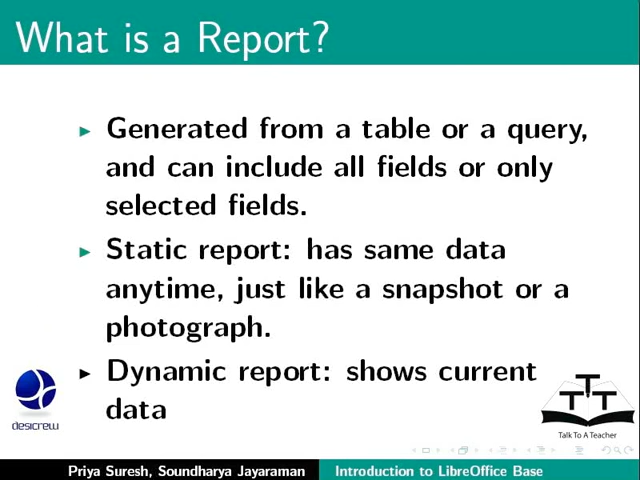 What is a Report?
Generated from a table or a query,
and can include all fields or only
selected fields.
Static report: has same data
anytime, just like a snapshot or a
photograph.
Dynamic report: shows current
data
desicrew
TTT
Talk To A Teacher
Priya Suresh, Soundharya Jayaraman Introduction to LibreOffice Base